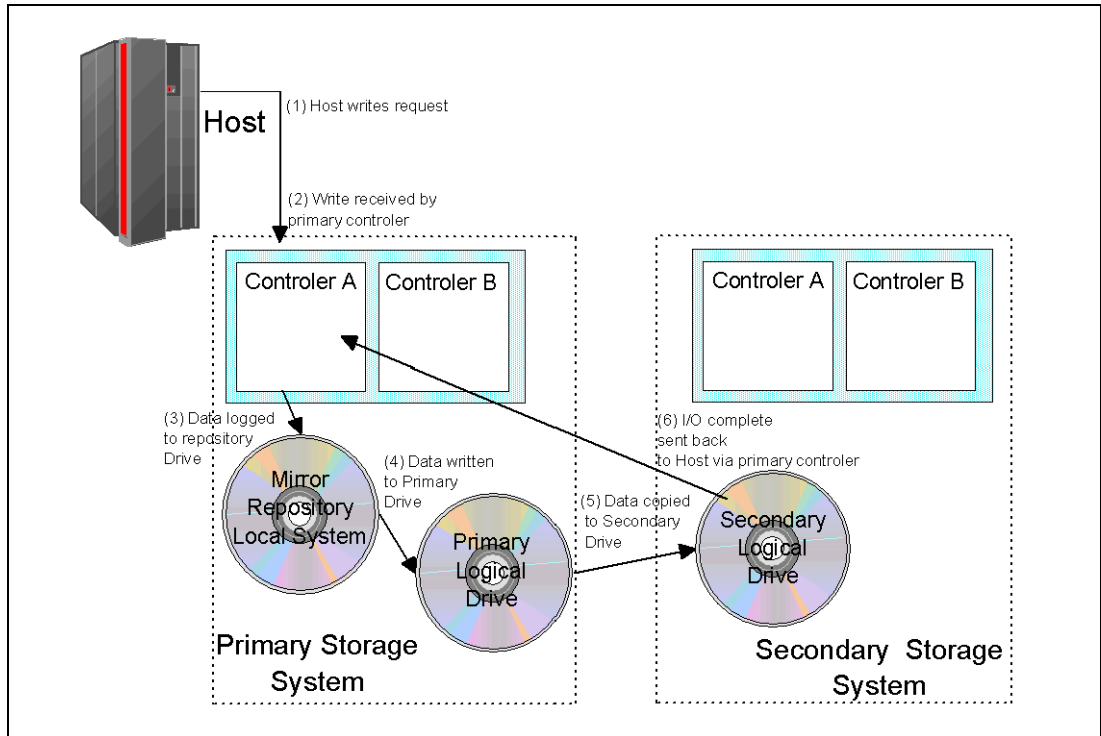 Host
(1) Host writes request
(2) Write received by
primary controler
Controler A
Controler B
Controler A
Controler B
(3) Data logged
to repository
Drive
Mirror
Repository
Local System
(4) Data written
to Primary
Drive
Primary
Logical
Drive
(5) Data copied
to Secondary
Drive
(6) I/O complete
sent back
to Host via primary controler
Secondary
Logical
Drive
Primary Storage
System
Secondary Storage
System